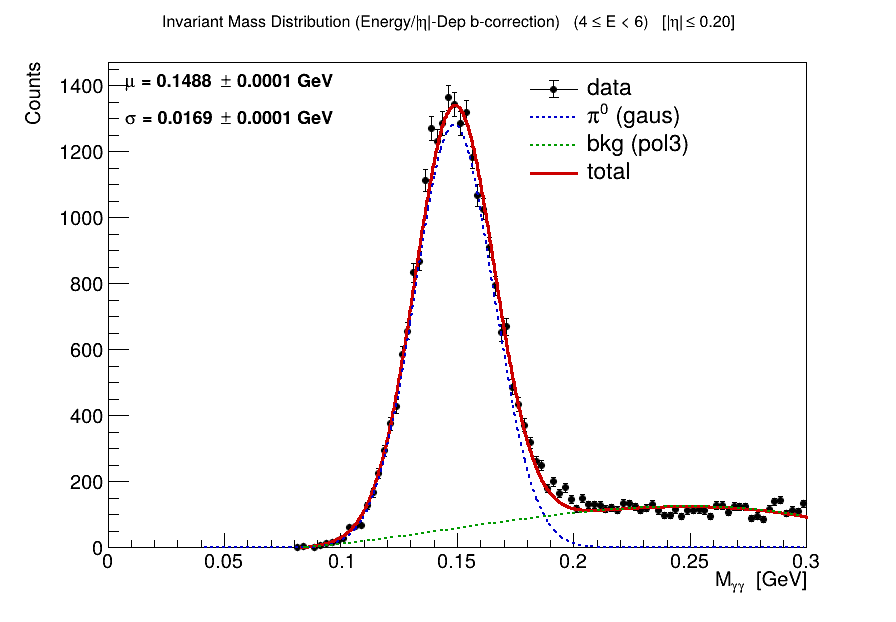 Invariant Mass Distribution (Energy/|η|-Dep b-correction) (4 ≤ E < 6) [|η| ≤ 0.20]
Counts
μ = 0.1488 ± 0.0001 GeV
σ = 0.0169 ± 0.0001 GeV
data
π⁰ (gaus)
bkg (pol3)
total
1400
1200
1000
800
600
400
200
0
0 0.05 0.1 0.15 0.2 0.25 0.3
M_γγ [GeV]